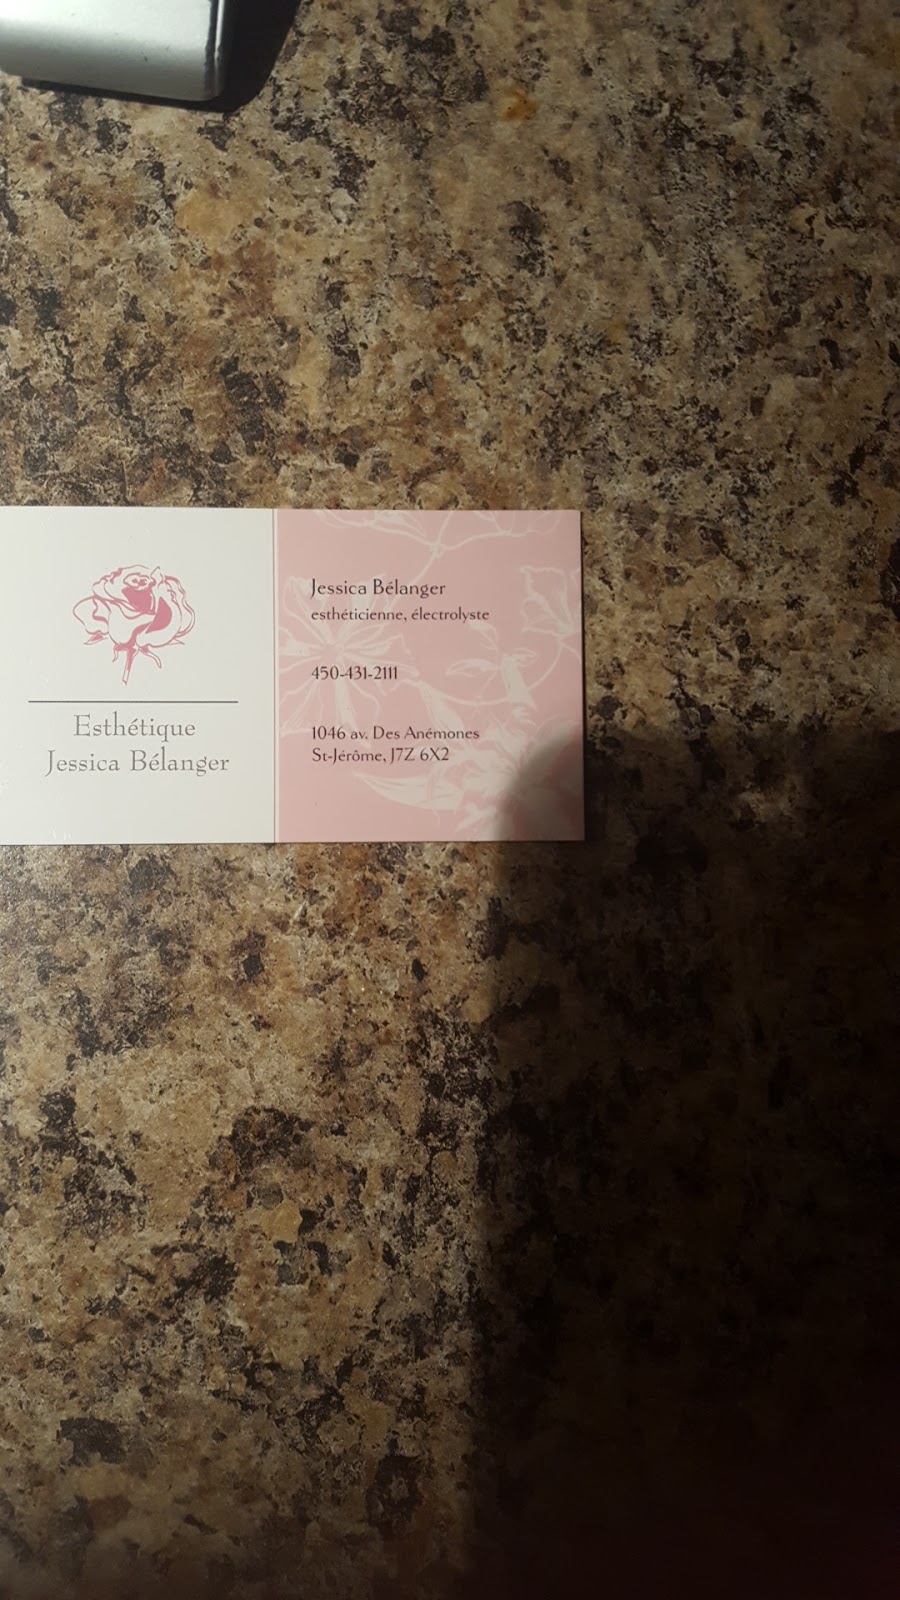 Esthétique
Jessica Bélanger
Jessica Bélanger
esthéticienne, électrolyste
450-431-2111
1046 av. Des Anémones
St-Jérôme, J7Z 6X2